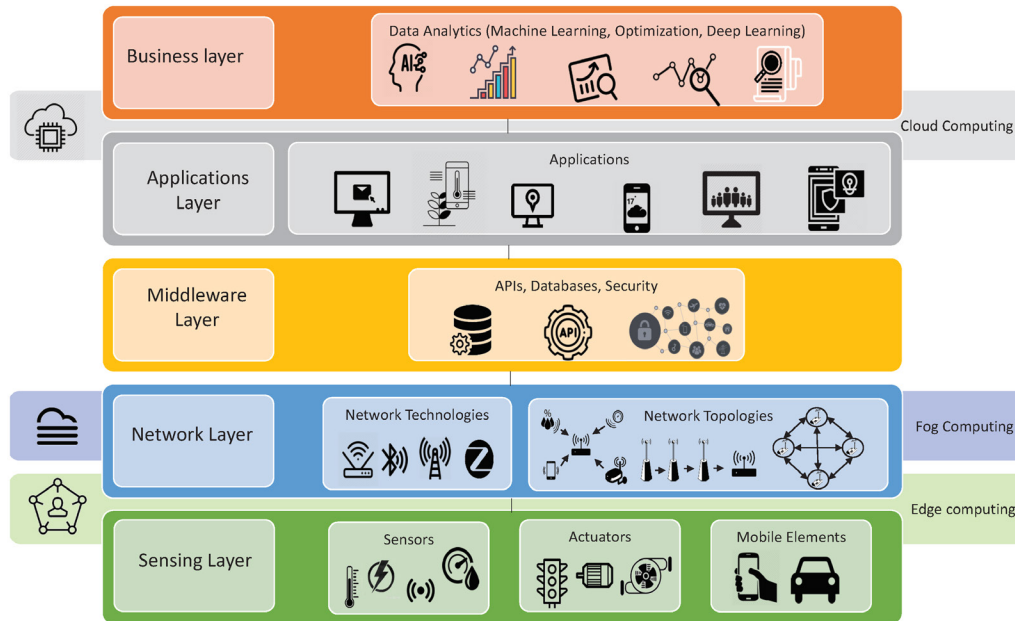 Business layer
Data Analytics (Machine Learning, Optimization, Deep Learning)
AI
Cloud Computing
Applications
Layer
Applications
17°
Middleware
Layer
APIs, Databases, Security
API
Network Layer
Network Technologies
Z
Network Topologies
%
Fog Computing
Edge computing
Sensing Layer
Sensors
Actuators
Mobile Elements